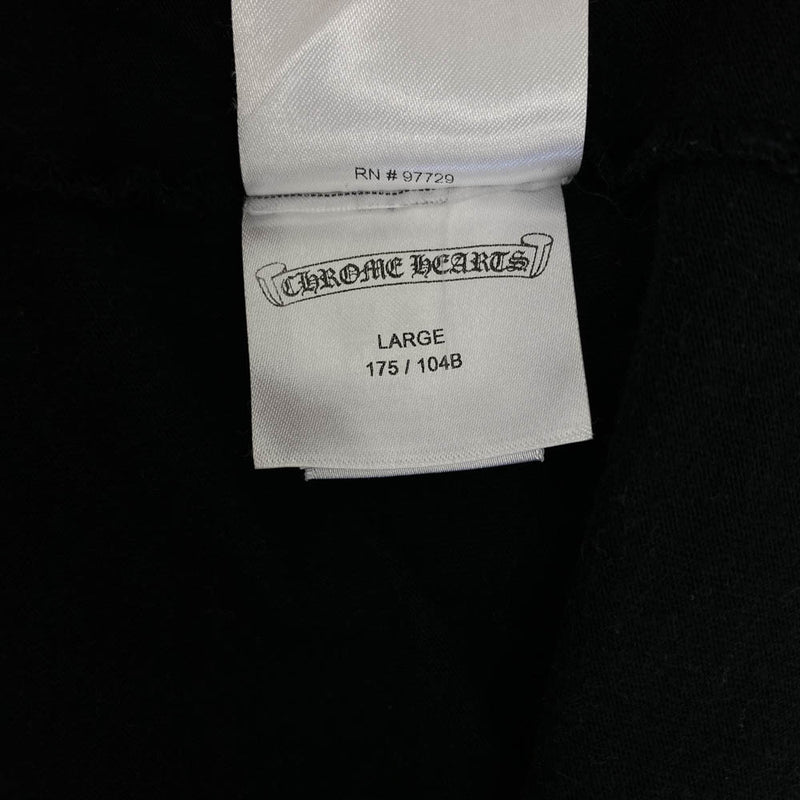 RN # 97729
CHROME HEARTS
LARGE
175 / 104B